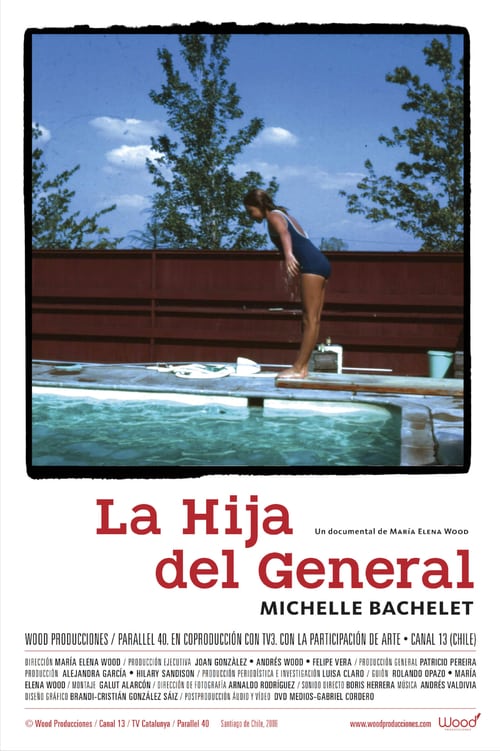 La Hija
Un documental de María Elena Wood
del General
MICHELLE BACHELET
WOOD PRODUCCIONES / PARALLEL 40. EN COPRODUCCIÓN CON TV3. CON LA PARTICIPACIÓN DE ARTE • CANAL 13 (CHILE)
DIRECCIÓN MARÍA ELENA WOOD / PRODUCCIÓN EJECUTIVA JOAN GONZÀLEZ • ANDRÉS WOOD • FELIPE VERA / PRODUCCIÓN GENERAL PATRICIO PEREIRA
PRODUCCIÓN ALEJANDRA GARCÍA • HILARY SANDISON / PRODUCCIÓN PERIODÍSTICA E INVESTIGACIÓN LUISA CLARO / GUIÓN ROLANDO OPAZO • MARÍA
ELENA WOOD / MONTAJE GALUT ALARCÓN / DIRECCIÓN DE FOTOGRAFÍA ARNALDO RODRÍGUEZ / SONIDO DIRECTO BORIS HERRERA MÚSICA ANDRÉS VALDIVIA
DISEÑO GRÁFICO BRANDI-CRISTIÁN GONZÁLEZ SÁIZ / POSTPRODUCCIÓN AUDIO Y VIDEO DVD MEDIOS-GABRIEL CORDERO
© Wood Producciones / Canal 13 / TV Catalunya / Parallel 40 Santiago de Chile, 2006 www.woodproducciones.com Wood
PRODUCCIONES